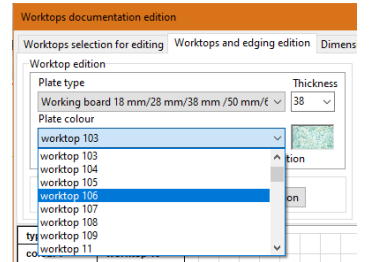 Worktops documentation edition
Worktops selection for editing Worktops and edging edition Dimens
Worktop edition
Plate type Thickness
Working board 18 mm/28 mm/38 mm /50 mm/6 38
Plate colour
worktop 103
worktop 103
tion
worktop 104
worktop 105
worktop 106
on
worktop 107
worktop 108
worktop 109
worktop 11